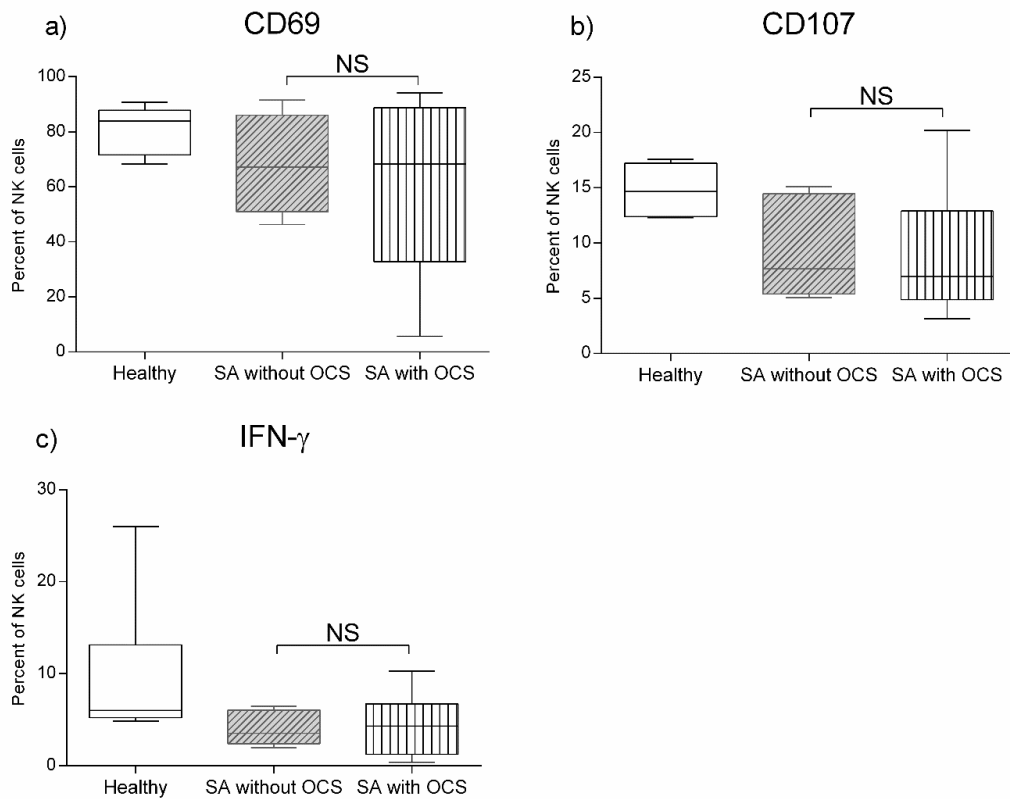 a)
CD69
NS
Percent of NK cells
100
80
60
40
20
0
Healthy
SA without OCS
SA with OCS
b)
CD107
NS
Percent of NK cells
25
20
15
10
5
0
Healthy
SA without OCS
SA with OCS
c)
IFN-γ
NS
Percent of NK cells
30
20
10
0
Healthy
SA without OCS
SA with OCS